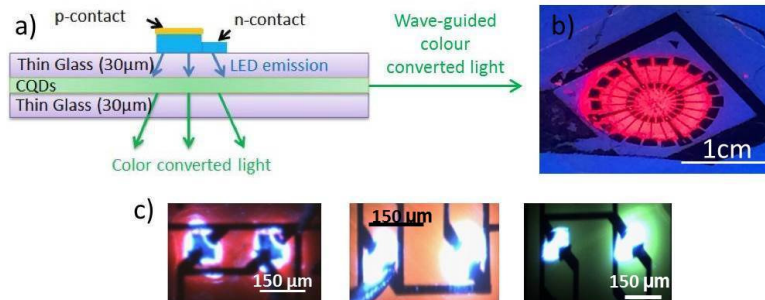 a)
p-contact
n-contact
Thin Glass (30µm)
LED emission
CQDs
Thin Glass (30µm)
Color converted light
Wave-guided
colour
converted light
b)
1cm
c)
150 µm
150 µm
150 µm